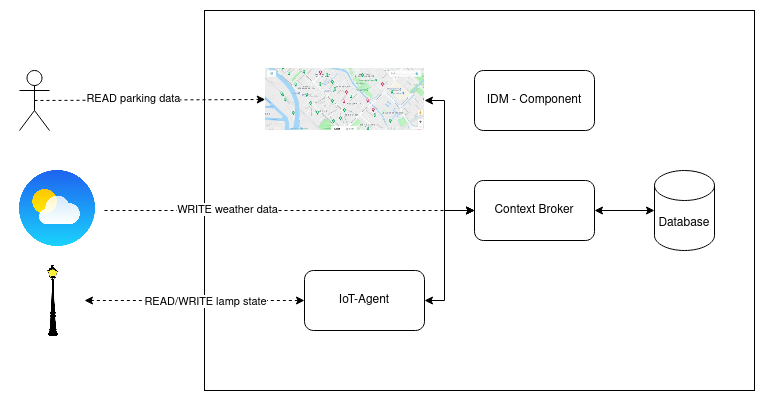 READ parking data
IDM - Component
WRITE weather data
Context Broker
Database
READ/WRITE lamp state
IoT-Agent